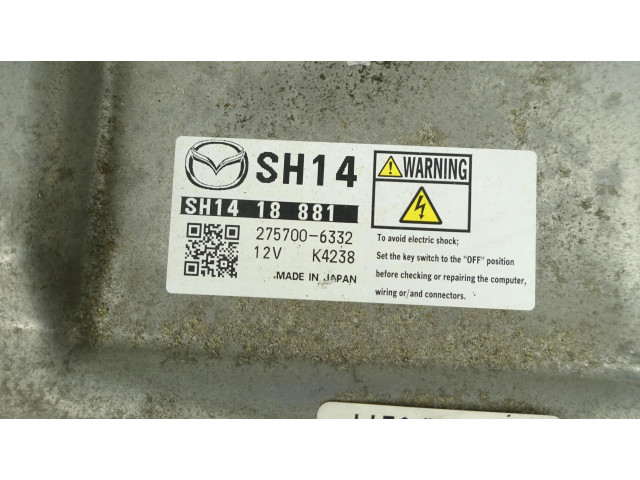 SH14
SH14 18 881
275700-6332
12V K4238
MADE IN JAPAN
WARNING
To avoid electric shock;
Set the key switch to the "OFF" position
before checking or repairing the computer,
wiring or/and connectors.